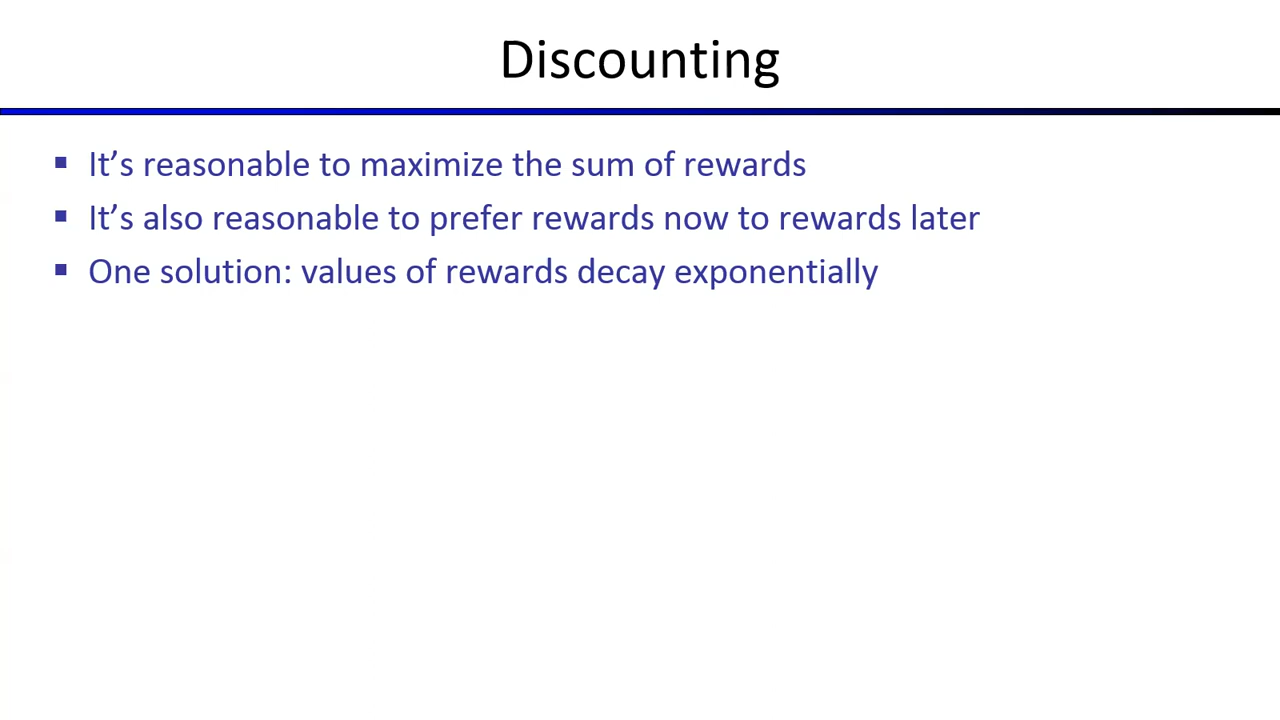 Discounting
▪ It’s reasonable to maximize the sum of rewards
▪ It’s also reasonable to prefer rewards now to rewards later
▪ One solution: values of rewards decay exponentially